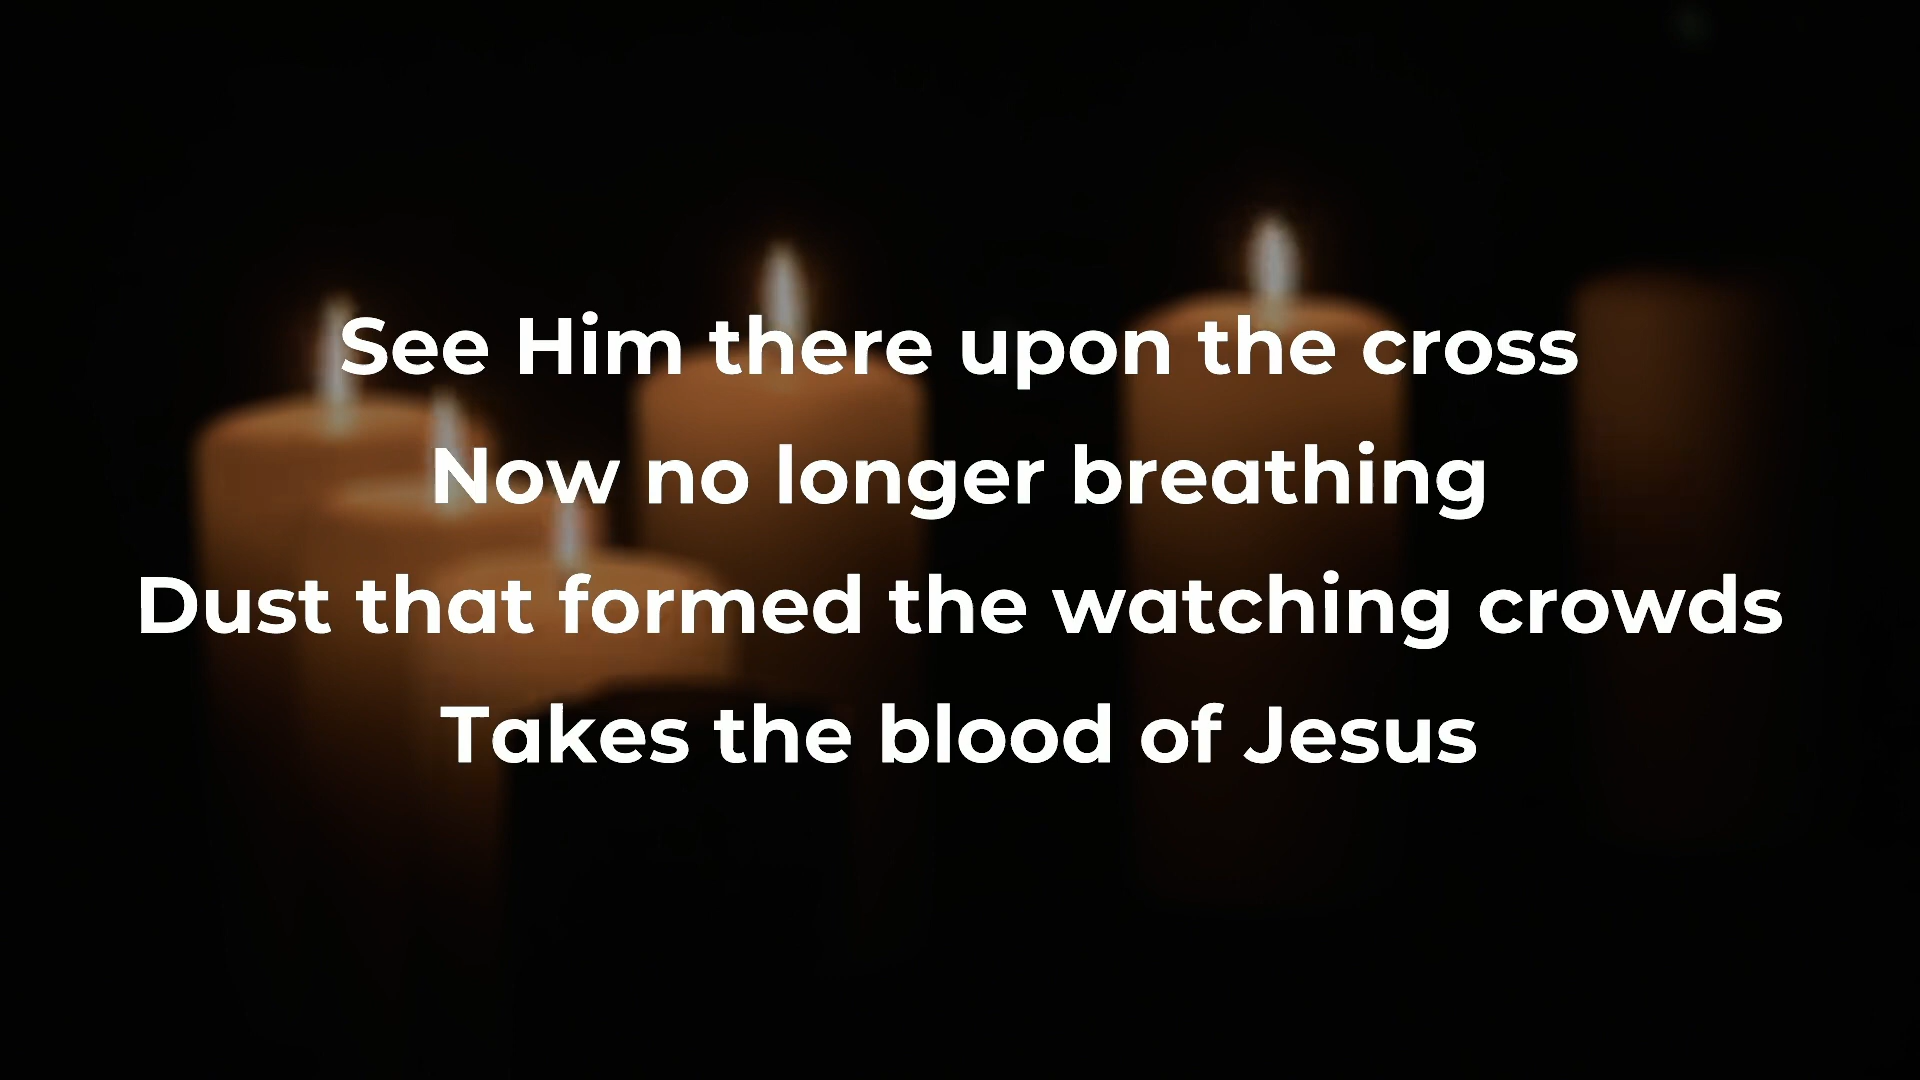 See Him there upon the cross
Now no longer breathing
Dust that formed the watching crowds
Takes the blood of Jesus